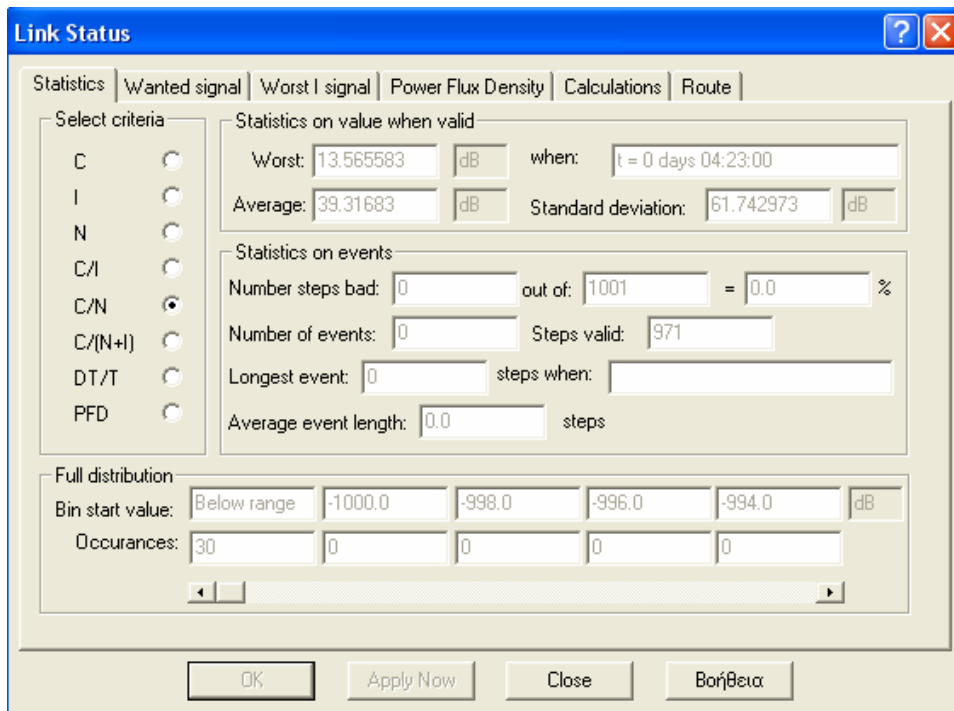 Link Status
Statistics Wanted signal Worst I signal Power Flux Density Calculations Route
Select criteria
C
I
N
C/I
C/N
C/(N+I)
DT/T
PFD
Statistics on value when valid
Worst: 13.565583 dB when: t = 0 days 04:23:00
Average: 39.31683 dB Standard deviation: 61.742973 dB
Statistics on events
Number steps bad: 0 out of: 1001 = 0.0 %
Number of events: 0 Steps valid: 971
Longest event: 0 steps when:
Average event length: 0.0 steps
Full distribution
Bin start value: Below range -1000.0 -998.0 -996.0 -994.0 dB
Occurances: 30 0 0 0 0
OK Apply Now Close Βοήθεια